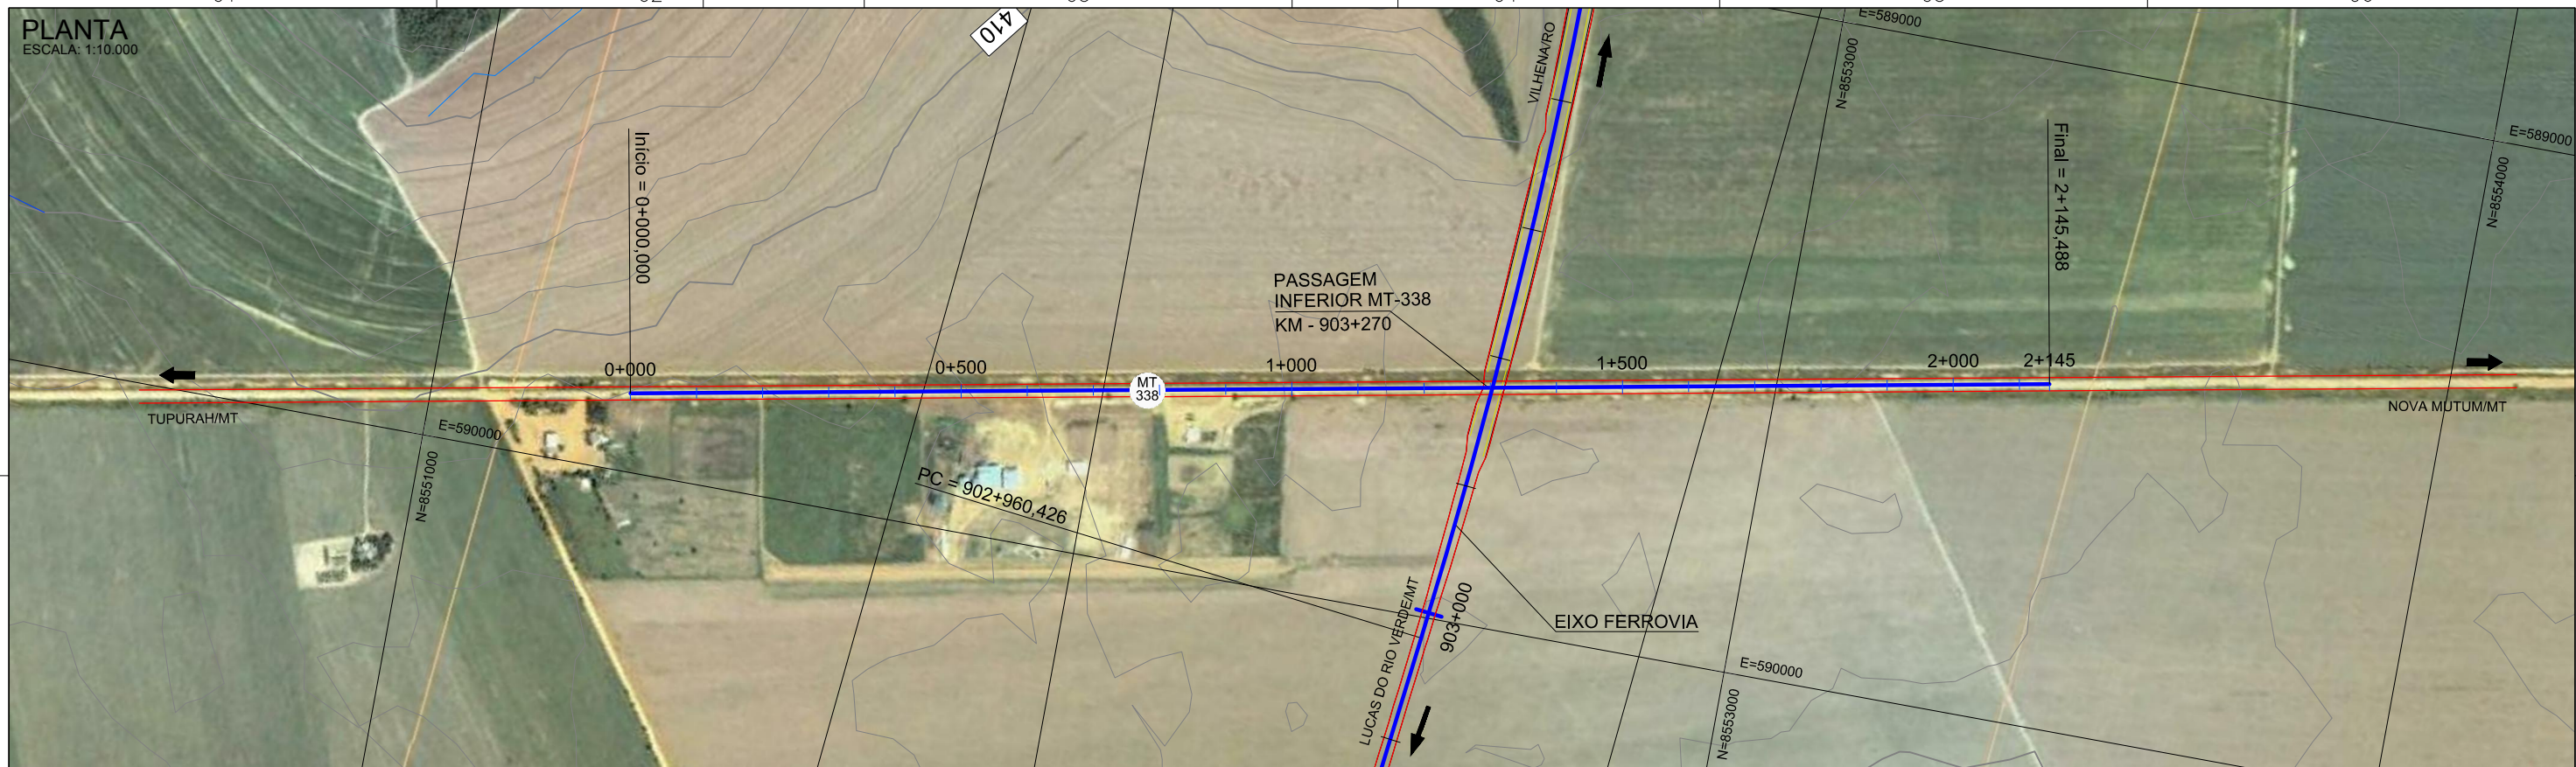 PLANTA
ESCALA: 1:10.000
410
VILHENA/RO
E=589000
N=8553000
E=589000
N=8554000
Início = 0+000,000
Final = 2+145,488
PASSAGEM
INFERIOR MT-338
KM - 903+270
0+000
0+500
1+000
1+500
2+000
2+145
MT
338
TUPURAH/MT
NOVA MUTUM/MT
E=590000
N=8551000
PC = 902+960,426
LUCAS DO RIO VERDE/MT
903+000
EIXO FERROVIA
E=590000
N=8553000